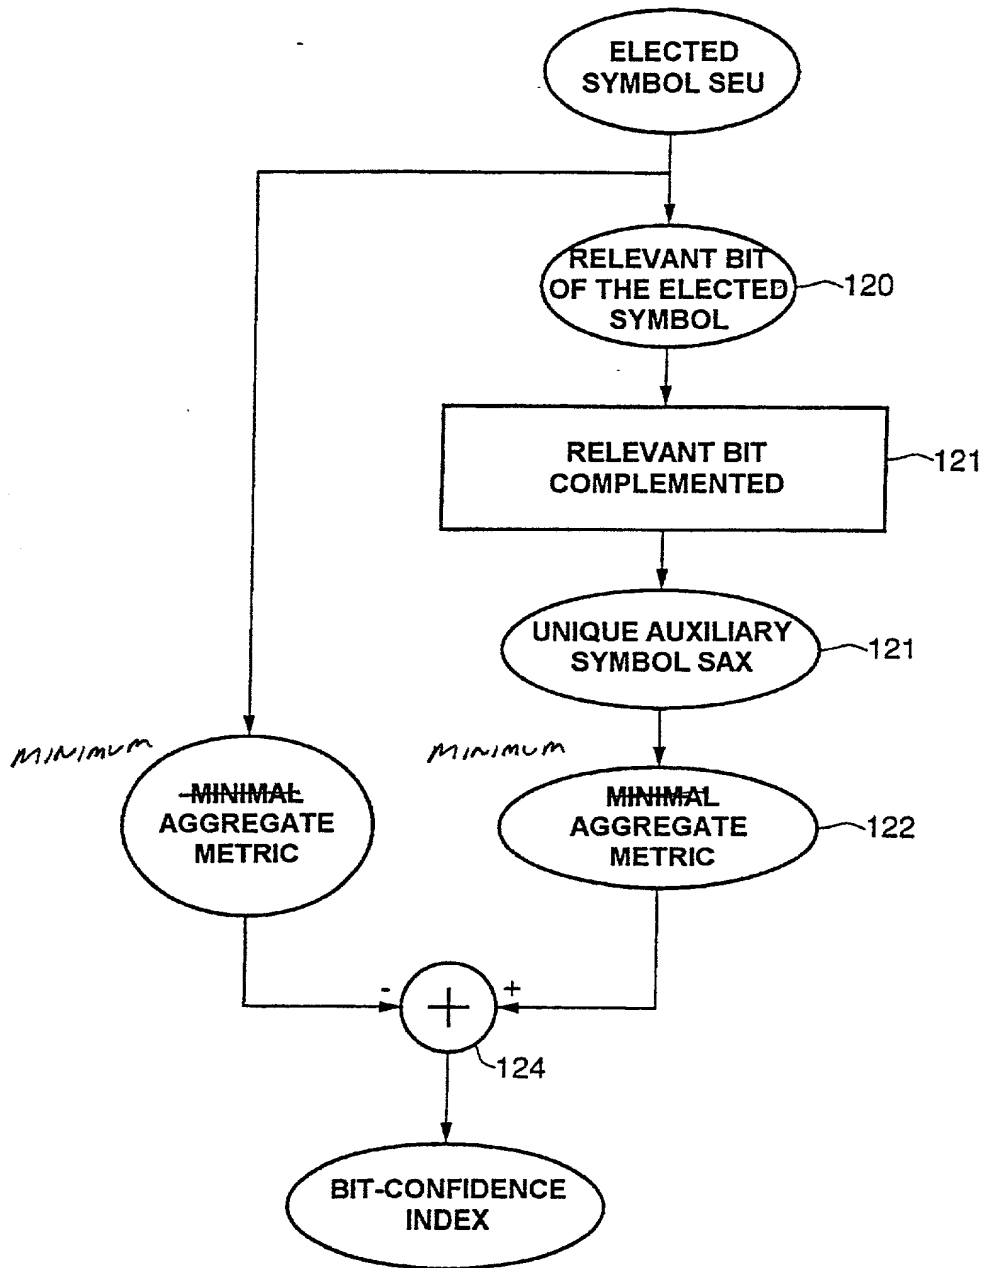 ELECTED
SYMBOL SEU
RELEVANT BIT
OF THE ELECTED
SYMBOL
120
RELEVANT BIT
COMPLEMENTED
121
UNIQUE AUXILIARY
SYMBOL SAX
121
MINIMUM
MINIMAL
AGGREGATE
METRIC
MINIMUM
MINIMAL
AGGREGATE
METRIC
122
-
+
+
124
BIT-CONFIDENCE
INDEX